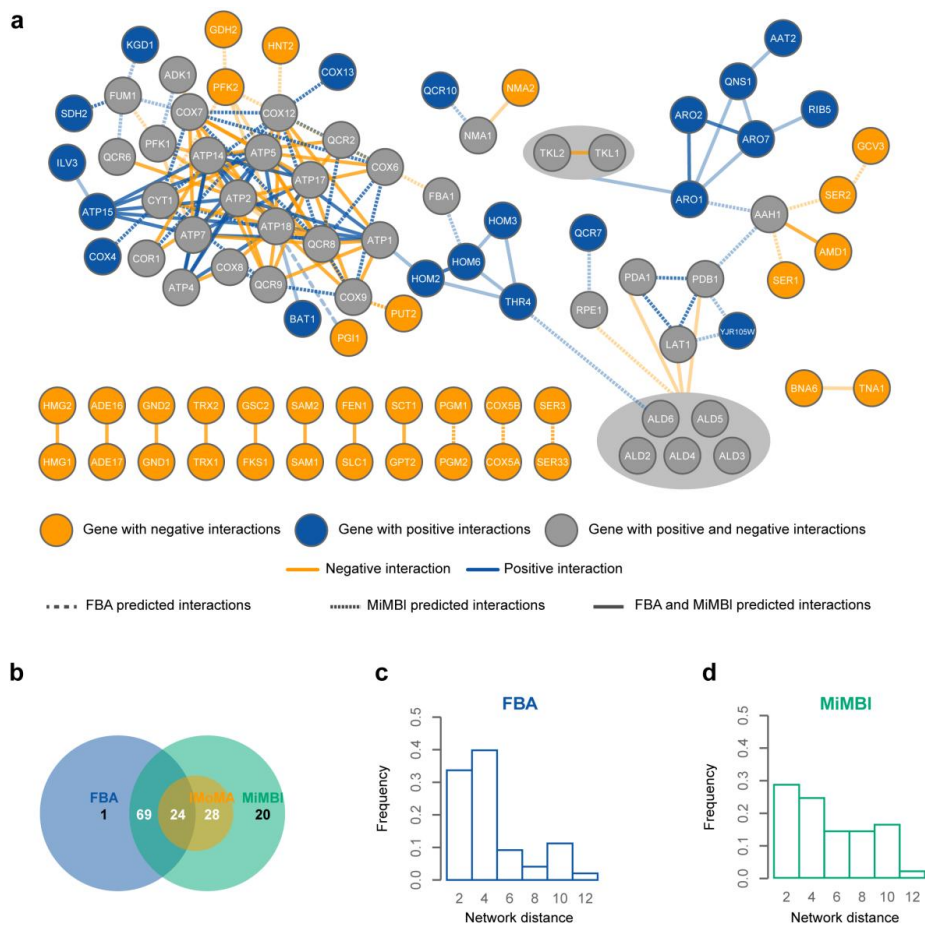 a
GDH2
HNT2
AAT2
KGD1
COX13
ADK1
PFK2
QNS1
QCR10
NMA2
FUM1
COX7
COX12
RIB5
ARO2
SDH2
QCR2
NMA1
ARO7
QCR6
PFK1
ATP14
ATP5
COX6
TKL2
TKL1
GCV3
ILV3
ATP17
FBA1
SER2
CYT1
ATP2
ARO1
ATP15
AAH1
ATP18
HOM3
ATP7
QCR8
ATP1
QCR7
AMD1
COX4
COR1
COX8
HOM6
HOM2
PDA1
PDB1
SER1
ATP4
QCR9
COX9
THR4
BAT1
PUT2
RPE1
PGI1
LAT1
YJR105W
BNA6
TNA1
HMG2
ADE16
GND2
TRX2
GSC2
SAM2
FEN1
SCT1
PGM1
COX5B
SER3
ALD6
ALD5
HMG1
ADE17
GND1
TRX1
FKS1
SAM1
SLC1
GPT2
PGM2
COX5A
SER33
ALD2
ALD4
ALD3
Gene with negative interactions
Gene with positive interactions
Gene with positive and negative interactions
Negative interaction
Positive interaction
FBA predicted interactions
MiMBl predicted interactions
FBA and MiMBl predicted interactions
b
FBA
lMoMA
MiMBl
1
69
24
28
20
c
FBA
Frequency
0.0 0.1 0.2 0.3 0.4 0.5
2 4 6 8 10 12
Network distance
d
MiMBl
Frequency
0.0 0.1 0.2 0.3 0.4 0.5
2 4 6 8 10 12
Network distance